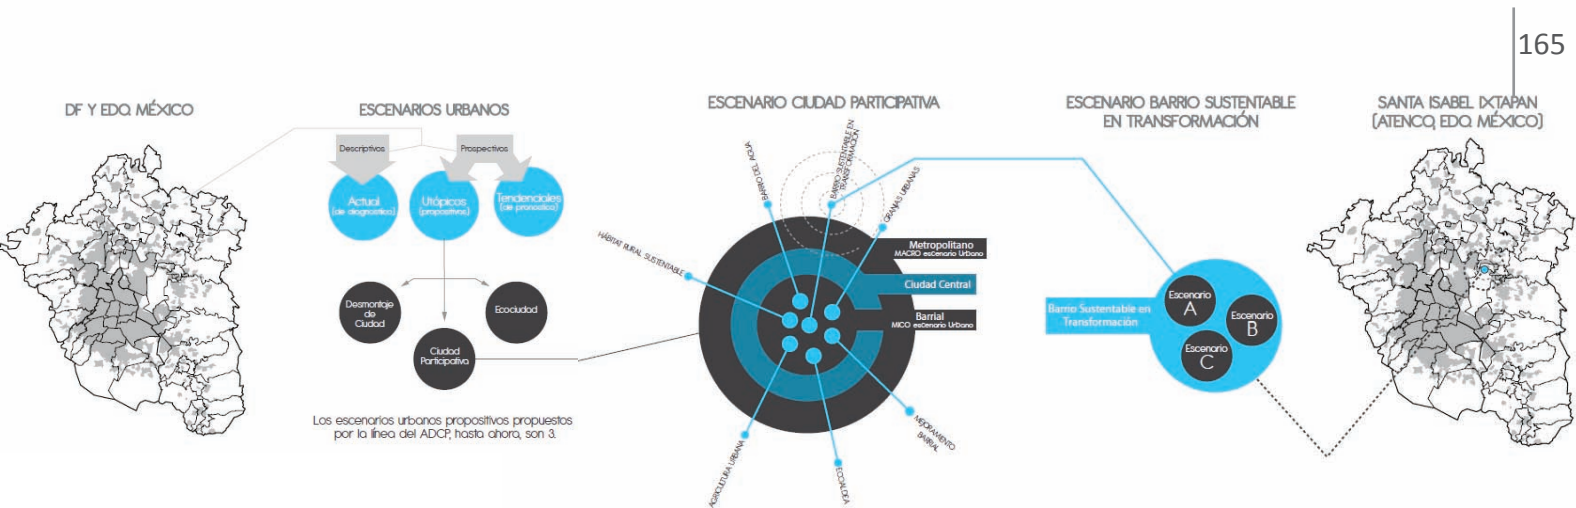 165
DF Y EDO. MÉXICO
ESCENARIOS URBANOS
Descriptivos
Prospectivos
Actual
(de diagnóstico)
Utópicos
(propositivos)
Tendenciales
(de pronóstico)
Desmontaje
de
Ciudad
Ecociudad
Ciudad
Participativa
Los escenarios urbanos propositivos propuestos
por la línea del ADCP, hasta ahora, son 3.
ESCENARIO CIUDAD PARTICIPATIVA
BARRIO DEL AGUA
BARRIO SUSTENTABLE EN
TRANSFORMACIÓN
GRANJAS URBANAS
HÁBITAT RURAL SUSTENTABLE
Metropolitano
MACRO escenario Urbano
Ciudad Central
Barrial
MICO escenario Urbano
AGRICULTURA URBANA
ECOALDEA
MEJORAMIENTO
BARRIAL
ESCENARIO BARRIO SUSTENTABLE
EN TRANSFORMACIÓN
Barrio Sustentable en
Transformación
Escenario
A
Escenario
B
Escenario
C
SANTA ISABEL IXTAPAN
(ATENCO, EDO. MÉXICO)